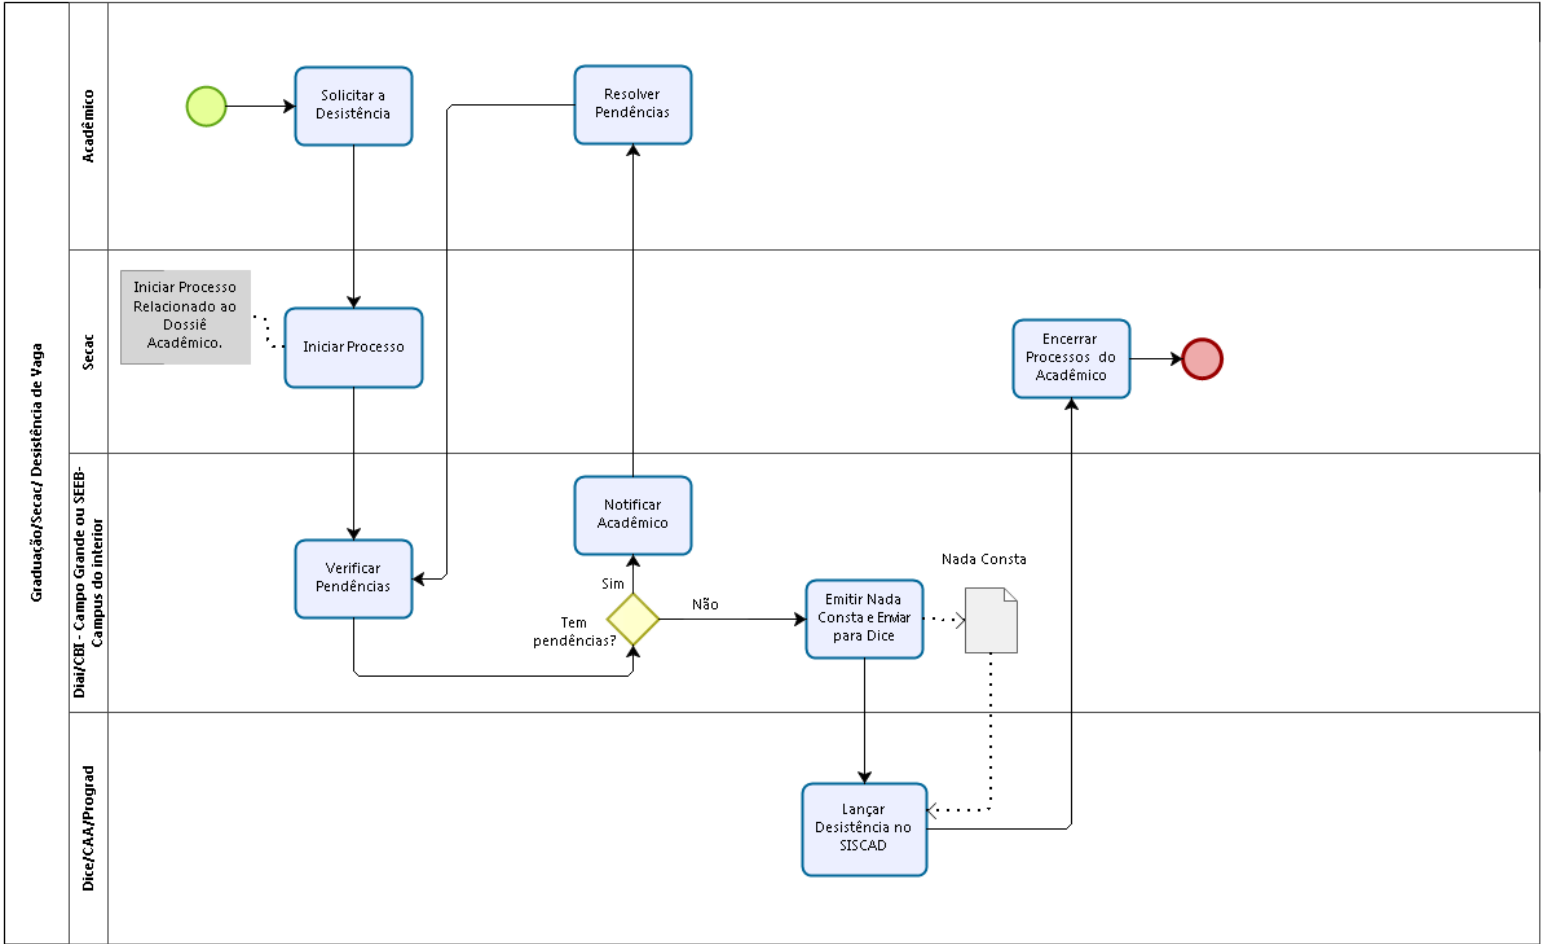 Graduação/Secac/ Desistência de Vaga
Acadêmico
Solicitar a
Desistência
Resolver
Pendências
Secac
Iniciar Processo
Relacionado ao
Dossiê
Acadêmico.
Iniciar Processo
Encerrar
Processos do
Acadêmico
Diai/CBI - Campo Grande ou SEEB-
Campus do interior
Verificar
Pendências
Notificar
Acadêmico
Sim
Tem
pendências?
Não
Emitir Nada
Consta e Enviar
para Dice
Nada Consta
Dice/CAA/Prograd
Lançar
Desistência no
SISCAD